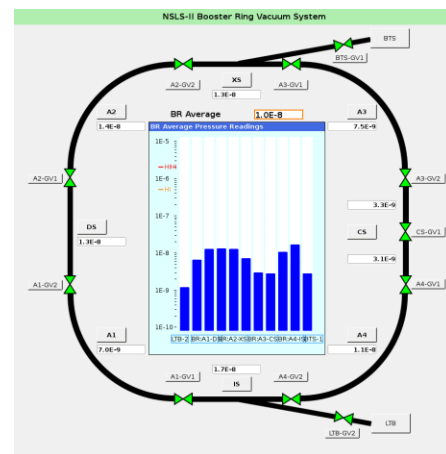 NSLS-II Booster Ring Vacuum System
BTS
BTS-GV1
A2-GV2
XS
A3-GV1
1.3E-8
A2
BR Average
1.0E-8
A3
1.4E-8
7.5E-9
BR Average Pressure Readings
1E-5
HIHI
1E-6
HI
A2-GV1
A3-GV2
1E-7
3.3E-9
DS
CS
CS-GV1
1.3E-8
1E-8
3.1E-9
A1-GV2
A4-GV1
1E-9
1E-10
A1
A4
LTB-2 BR:A1-D BR:A2-XS BR:A3-CS BR:A4-IS BTS-1
7.0E-9
1.1E-8
1.7E-8
A1-GV1
A4-GV2
IS
LTB
LTB-GV2